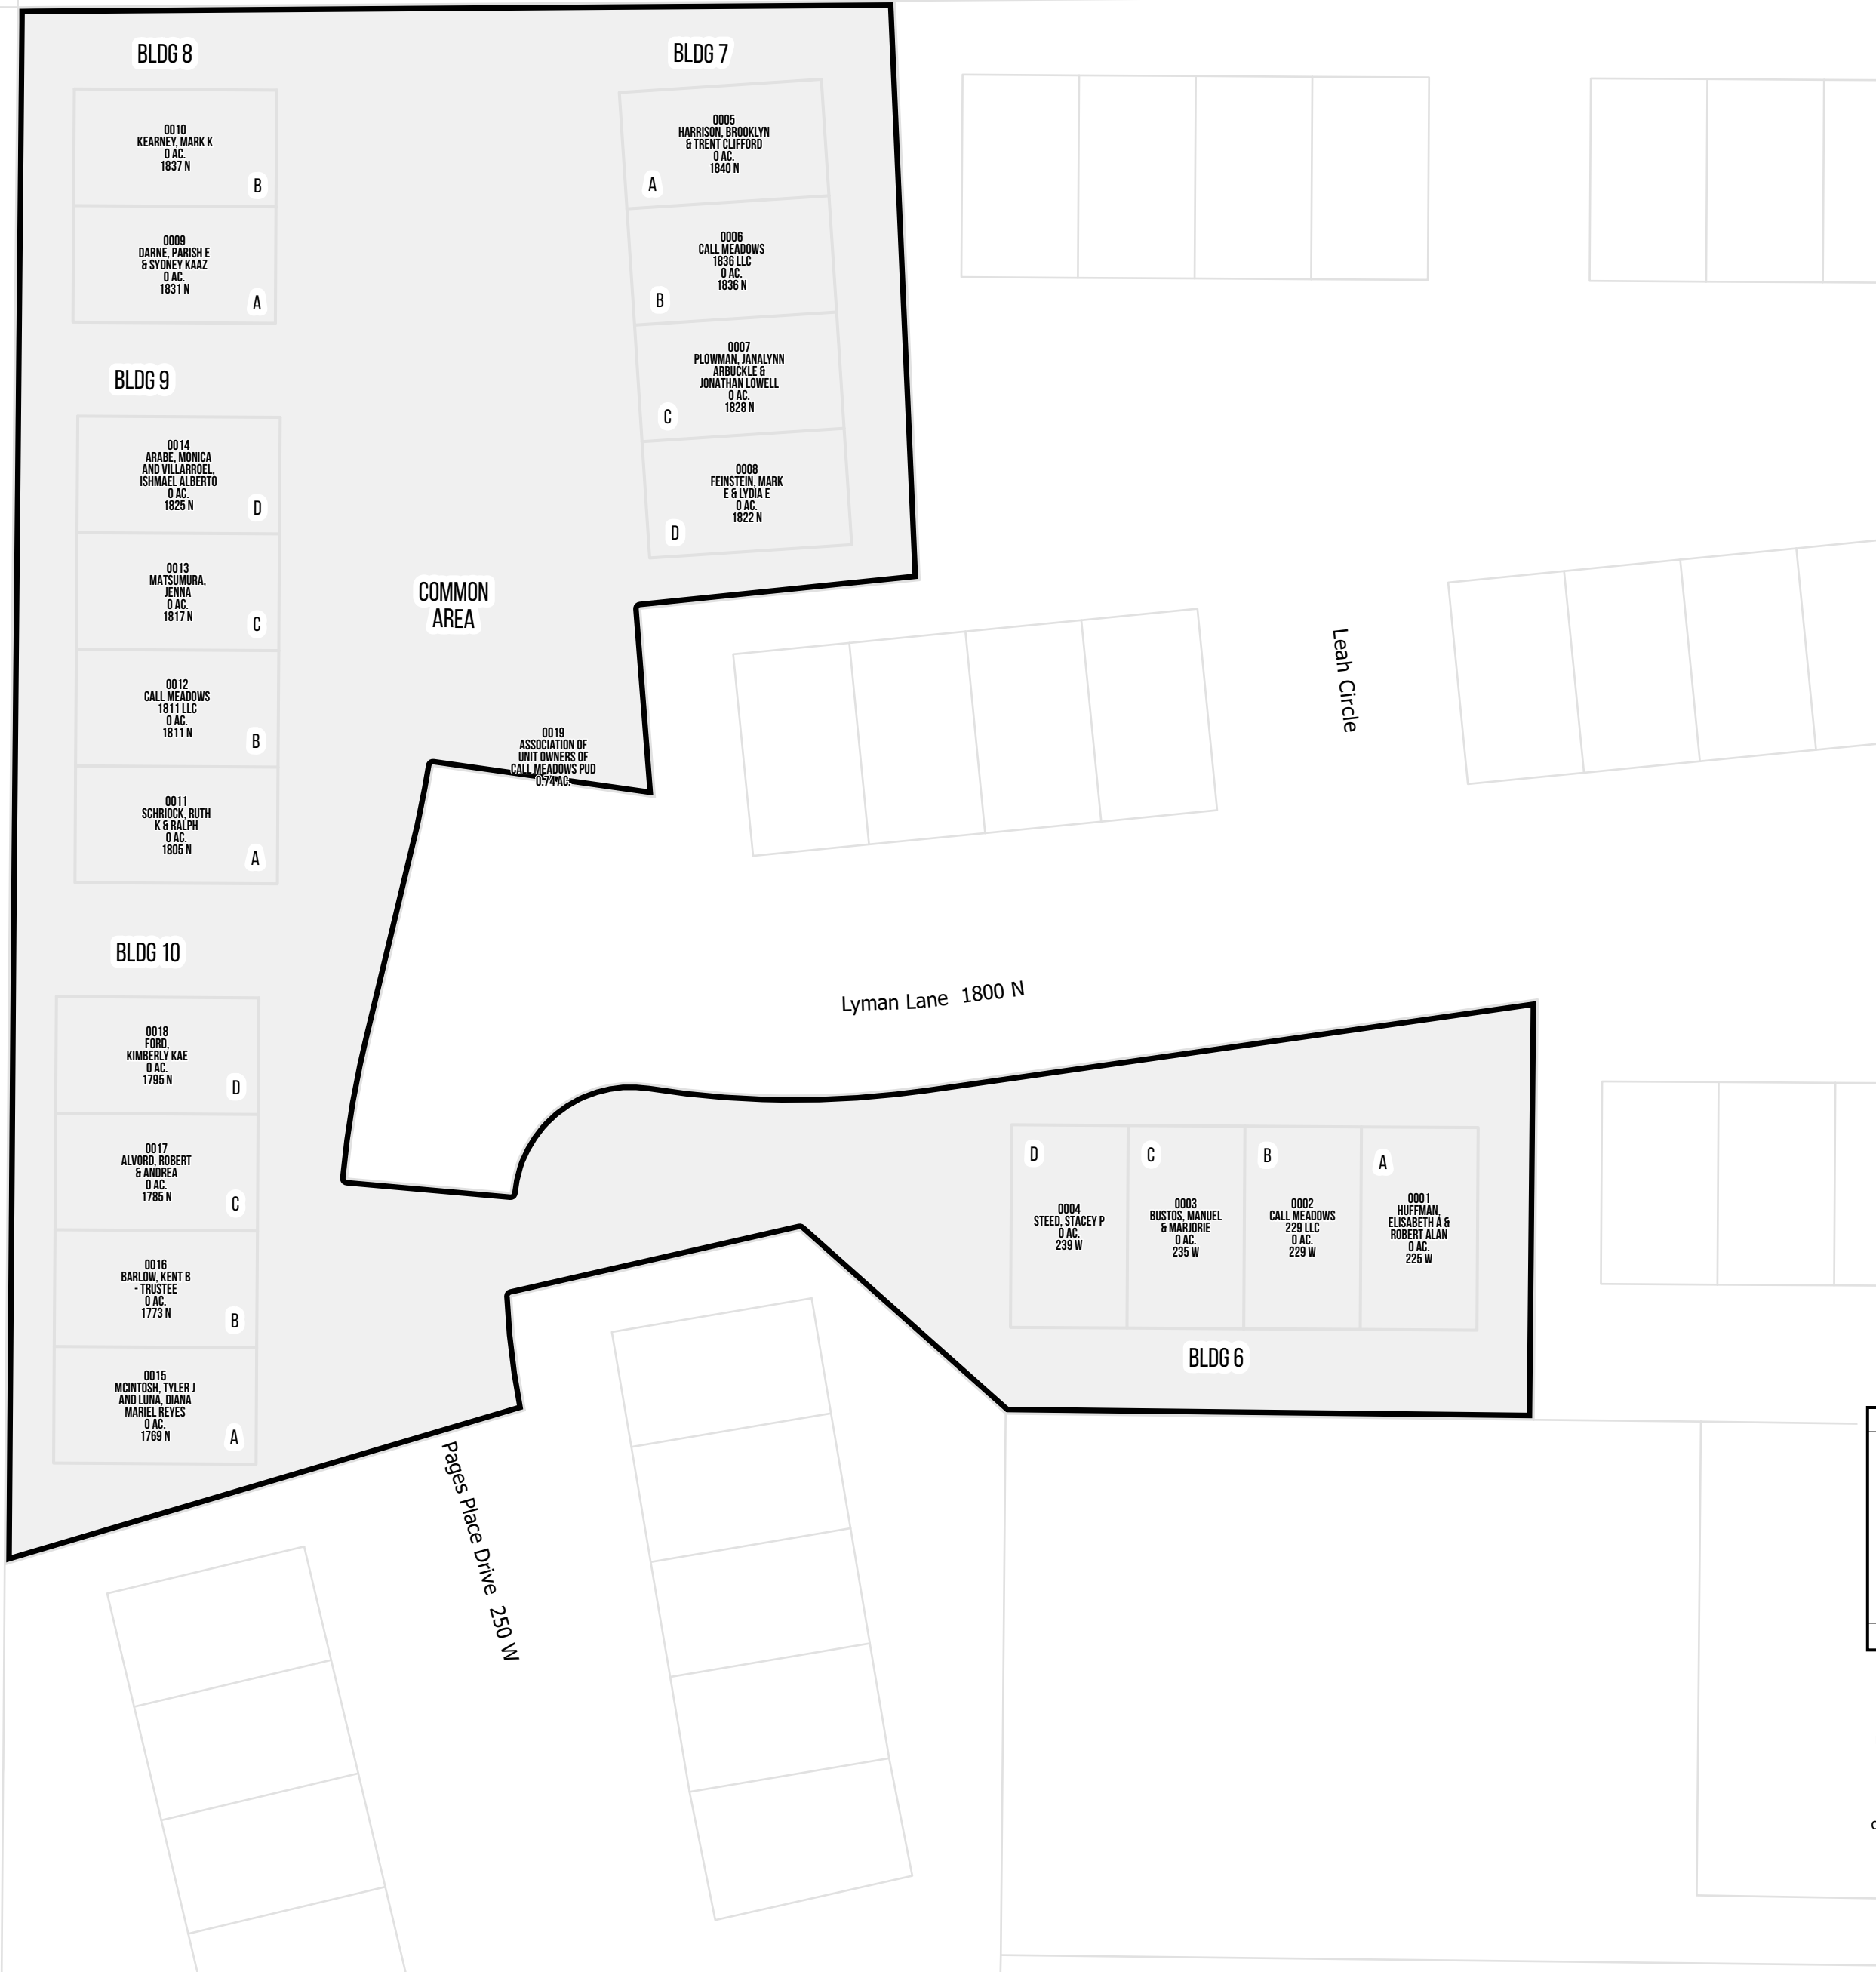 BLDG 8
0010
KEARNEY, MARK K
0 AC.
1837 N
B
0009
DARNE, PARISH E
& SYDNEY KAAZ
0 AC.
1831 N
A
BLDG 7
0005
HARRISON, BROOKLYN
& TRENT CLIFFORD
0 AC.
1840 N
A
0006
CALL MEADOWS
1836 LLC
0 AC.
1836 N
B
0007
PLOWMAN, JANALYNN
ARBUCKLE &
JONATHAN LOWELL
0 AC.
1828 N
C
0008
FEINSTEIN, MARK
E & LYDIA E
0 AC.
1822 N
D
BLDG 9
0014
ARABE, MONICA
AND VILLARROEL,
ISHMAEL ALBERTO
0 AC.
1825 N
D
0013
MATSUMURA,
JENNA
0 AC.
1817 N
C
0012
CALL MEADOWS
1811 LLC
0 AC.
1811 N
B
0011
SCHRIOCK, RUTH
K & RALPH
0 AC.
1805 N
A
COMMON
AREA
0019
ASSOCIATION OF
UNIT OWNERS OF
CALL MEADOWS PUD
0.74 AC.
Leah Circle
BLDG 10
0018
FORD,
KIMBERLY KAE
0 AC.
1795 N
D
0017
ALVORD, ROBERT
& ANDREA
0 AC.
1785 N
C
0016
BARLOW, KENT B
- TRUSTEE
0 AC.
1773 N
B
0015
MCINTOSH, TYLER J
AND LUNA, DIANA
MARIEL REYES
0 AC.
1769 N
A
Lyman Lane 1800 N
D
0004
STEED, STACEY P
0 AC.
239 W
C
0003
BUSTOS, MANUEL
& MARJORIE
0 AC.
235 W
B
0002
CALL MEADOWS
229 LLC
0 AC.
229 W
A
0001
HUFFMAN,
ELISABETH A &
ROBERT ALAN
0 AC.
225 W
BLDG 6
Pages Place Drive 250 W